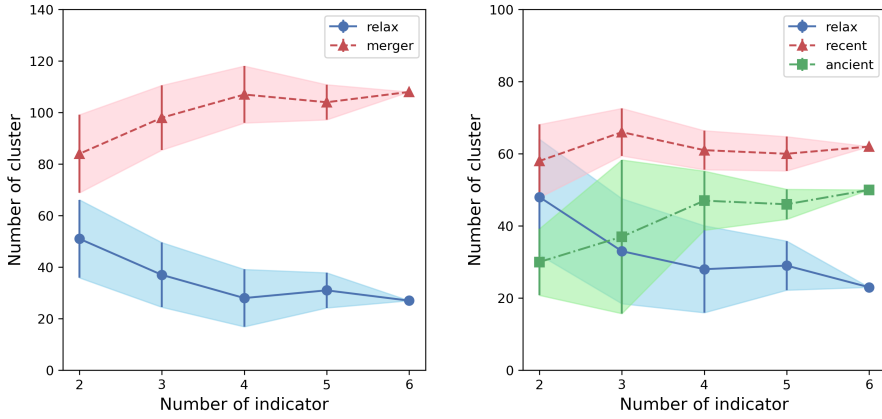 140
120
100
80
60
40
20
0
Number of cluster
2 3 4 5 6
Number of indicator
relax
merger
100
80
60
40
20
0
Number of cluster
2 3 4 5 6
Number of indicator
relax
recent
ancient